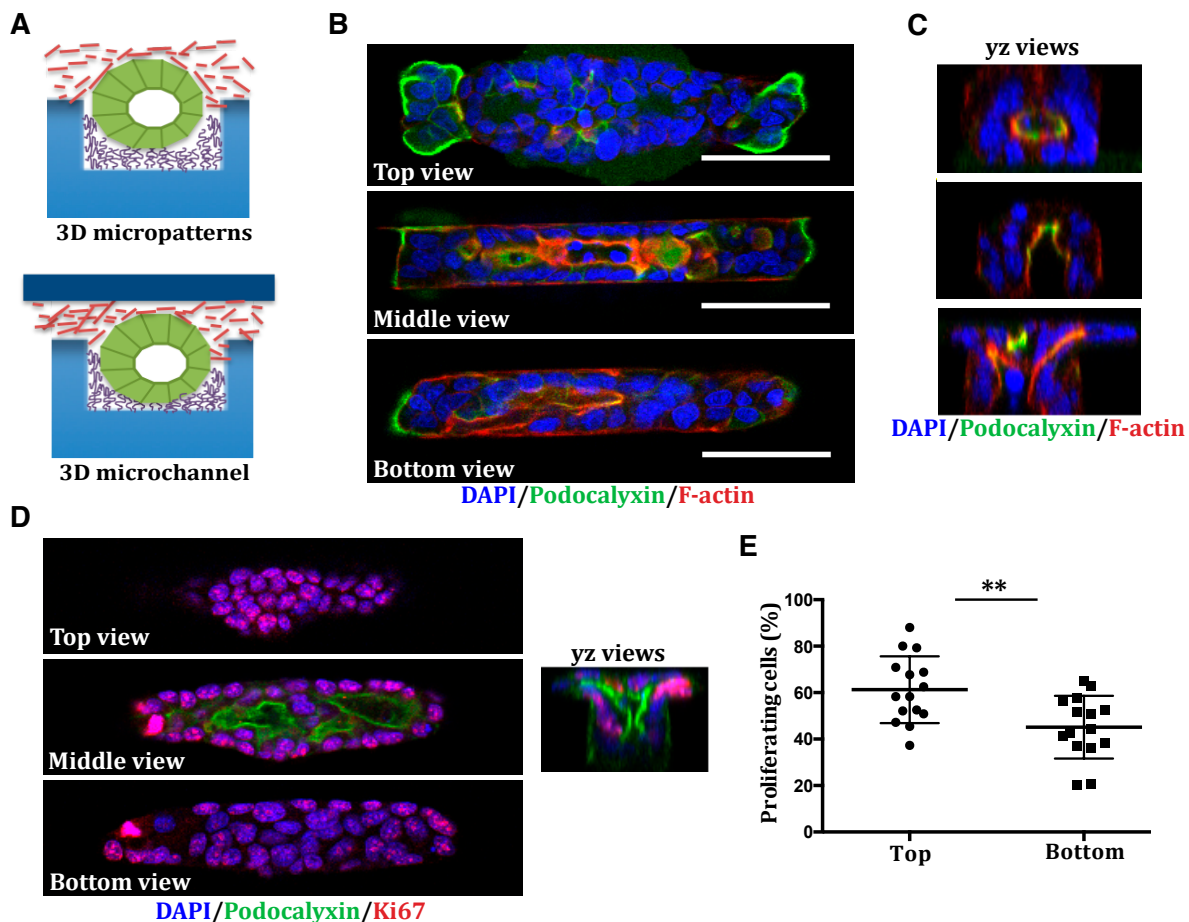 A
3D micropatterns
3D microchannel
B
Top view
Middle view
Bottom view
DAPI/Podocalyxin/F-actin
C
yz views
DAPI/Podocalyxin/F-actin
D
Top view
Middle view
Bottom view
DAPI/Podocalyxin/Ki67
yz views
E
**
Proliferating cells (%)
100
80
60
40
20
0
Top
Bottom